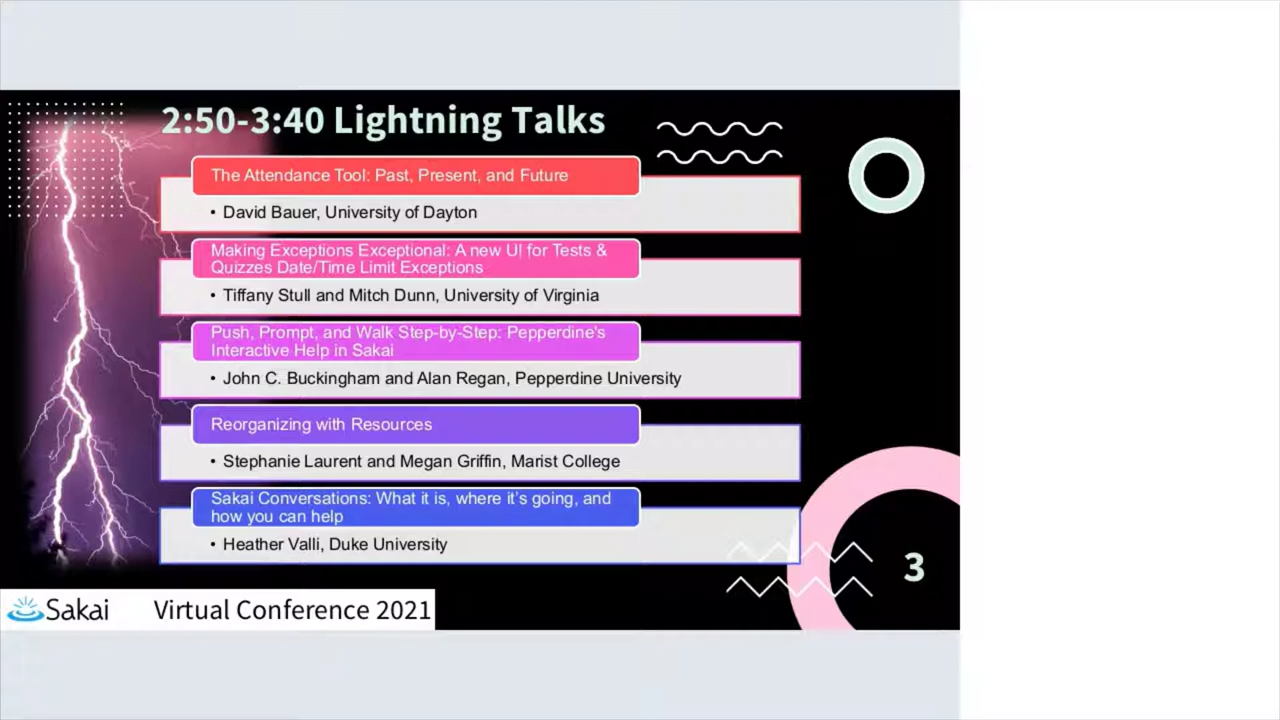 2:50-3:40 Lightning Talks
The Attendance Tool: Past, Present, and Future
• David Bauer, University of Dayton
Making Exceptions Exceptional: A new UI for Tests &
Quizzes Date/Time Limit Exceptions
• Tiffany Stull and Mitch Dunn, University of Virginia
Push, Prompt, and Walk Step-by-Step: Pepperdine's
Interactive Help in Sakai
• John C. Buckingham and Alan Regan, Pepperdine University
Reorganizing with Resources
• Stephanie Laurent and Megan Griffin, Marist College
Sakai Conversations: What it is, where it's going, and
how you can help
• Heather Valli, Duke University
3
Sakai Virtual Conference 2021